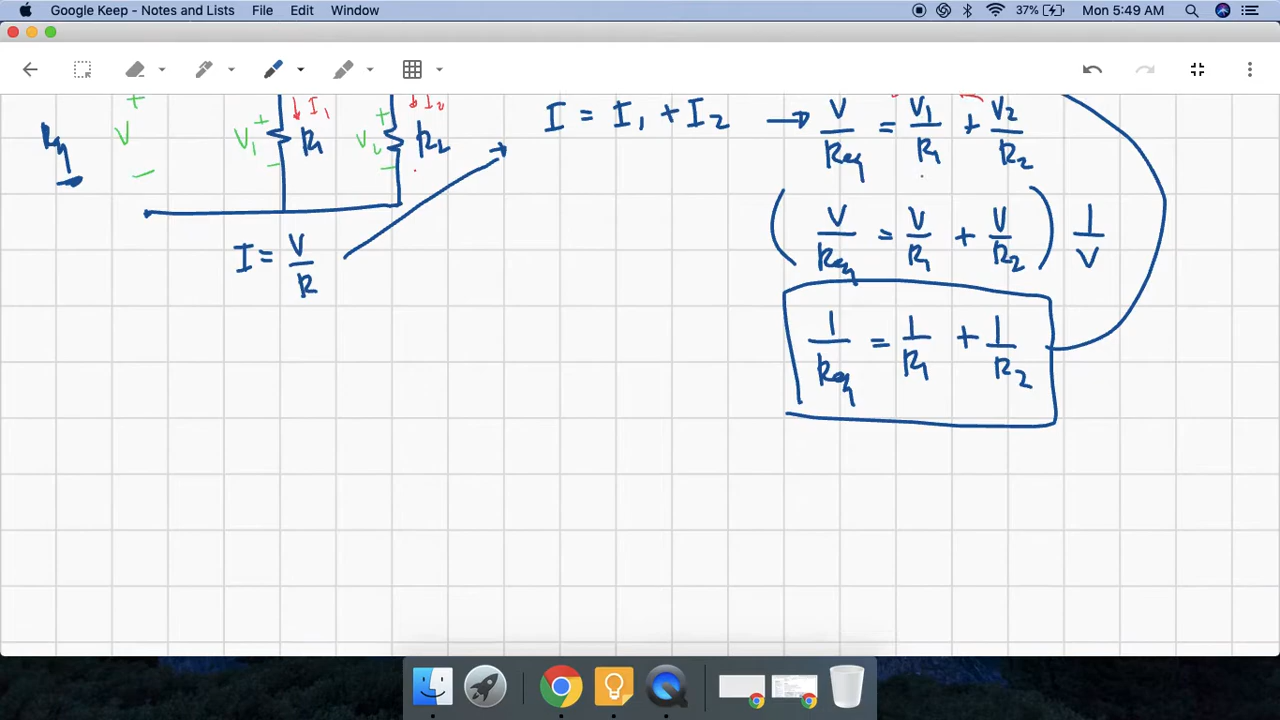 Google Keep - Notes and Lists File Edit Window 37% Mon 5:49 AM
I1 I2
I = I1 + I2 → V/Req = V1/R1 + V2/R2
Req + V - + V1 - R1 + V2 - R2
(V/Req = V/R1 + V/R2) 1/V
I = V/R
1/Req = 1/R1 + 1/R2